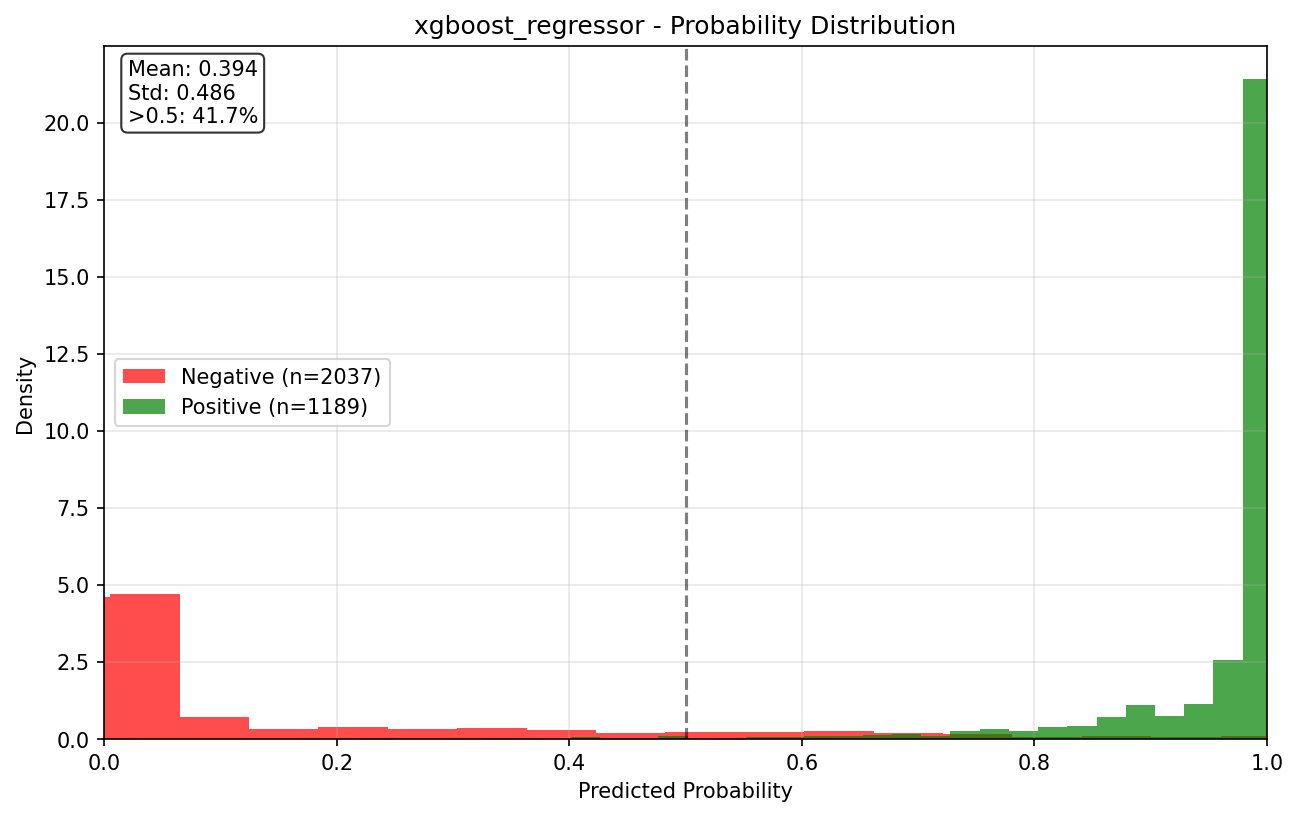 xgboost_regressor - Probability Distribution
Mean: 0.394
Std: 0.486
>0.5: 41.7%
20.0
17.5
15.0
12.5
10.0
7.5
5.0
2.5
0.0
Density
Negative (n=2037)
Positive (n=1189)
0.0 0.2 0.4 0.6 0.8 1.0
Predicted Probability